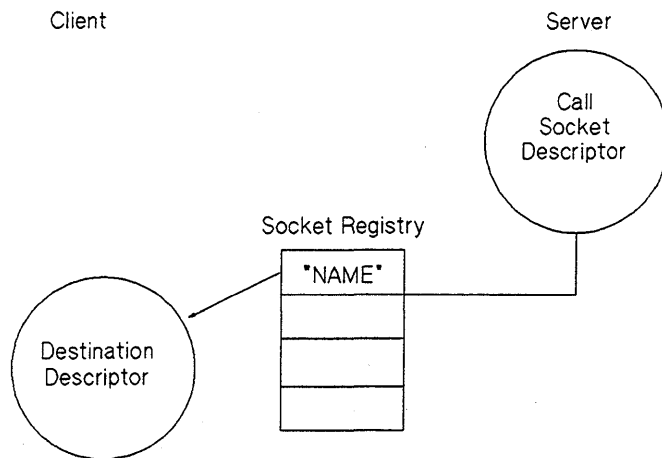 Client
Server
Call
Socket
Descriptor
Socket Registry
"NAME"
Destination
Descriptor